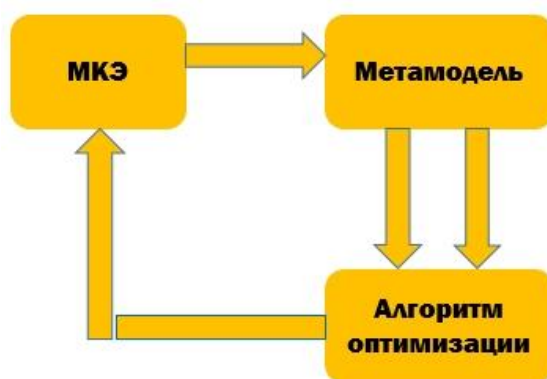 МКЭ
Метамодель
Алгоритм
оптимизации